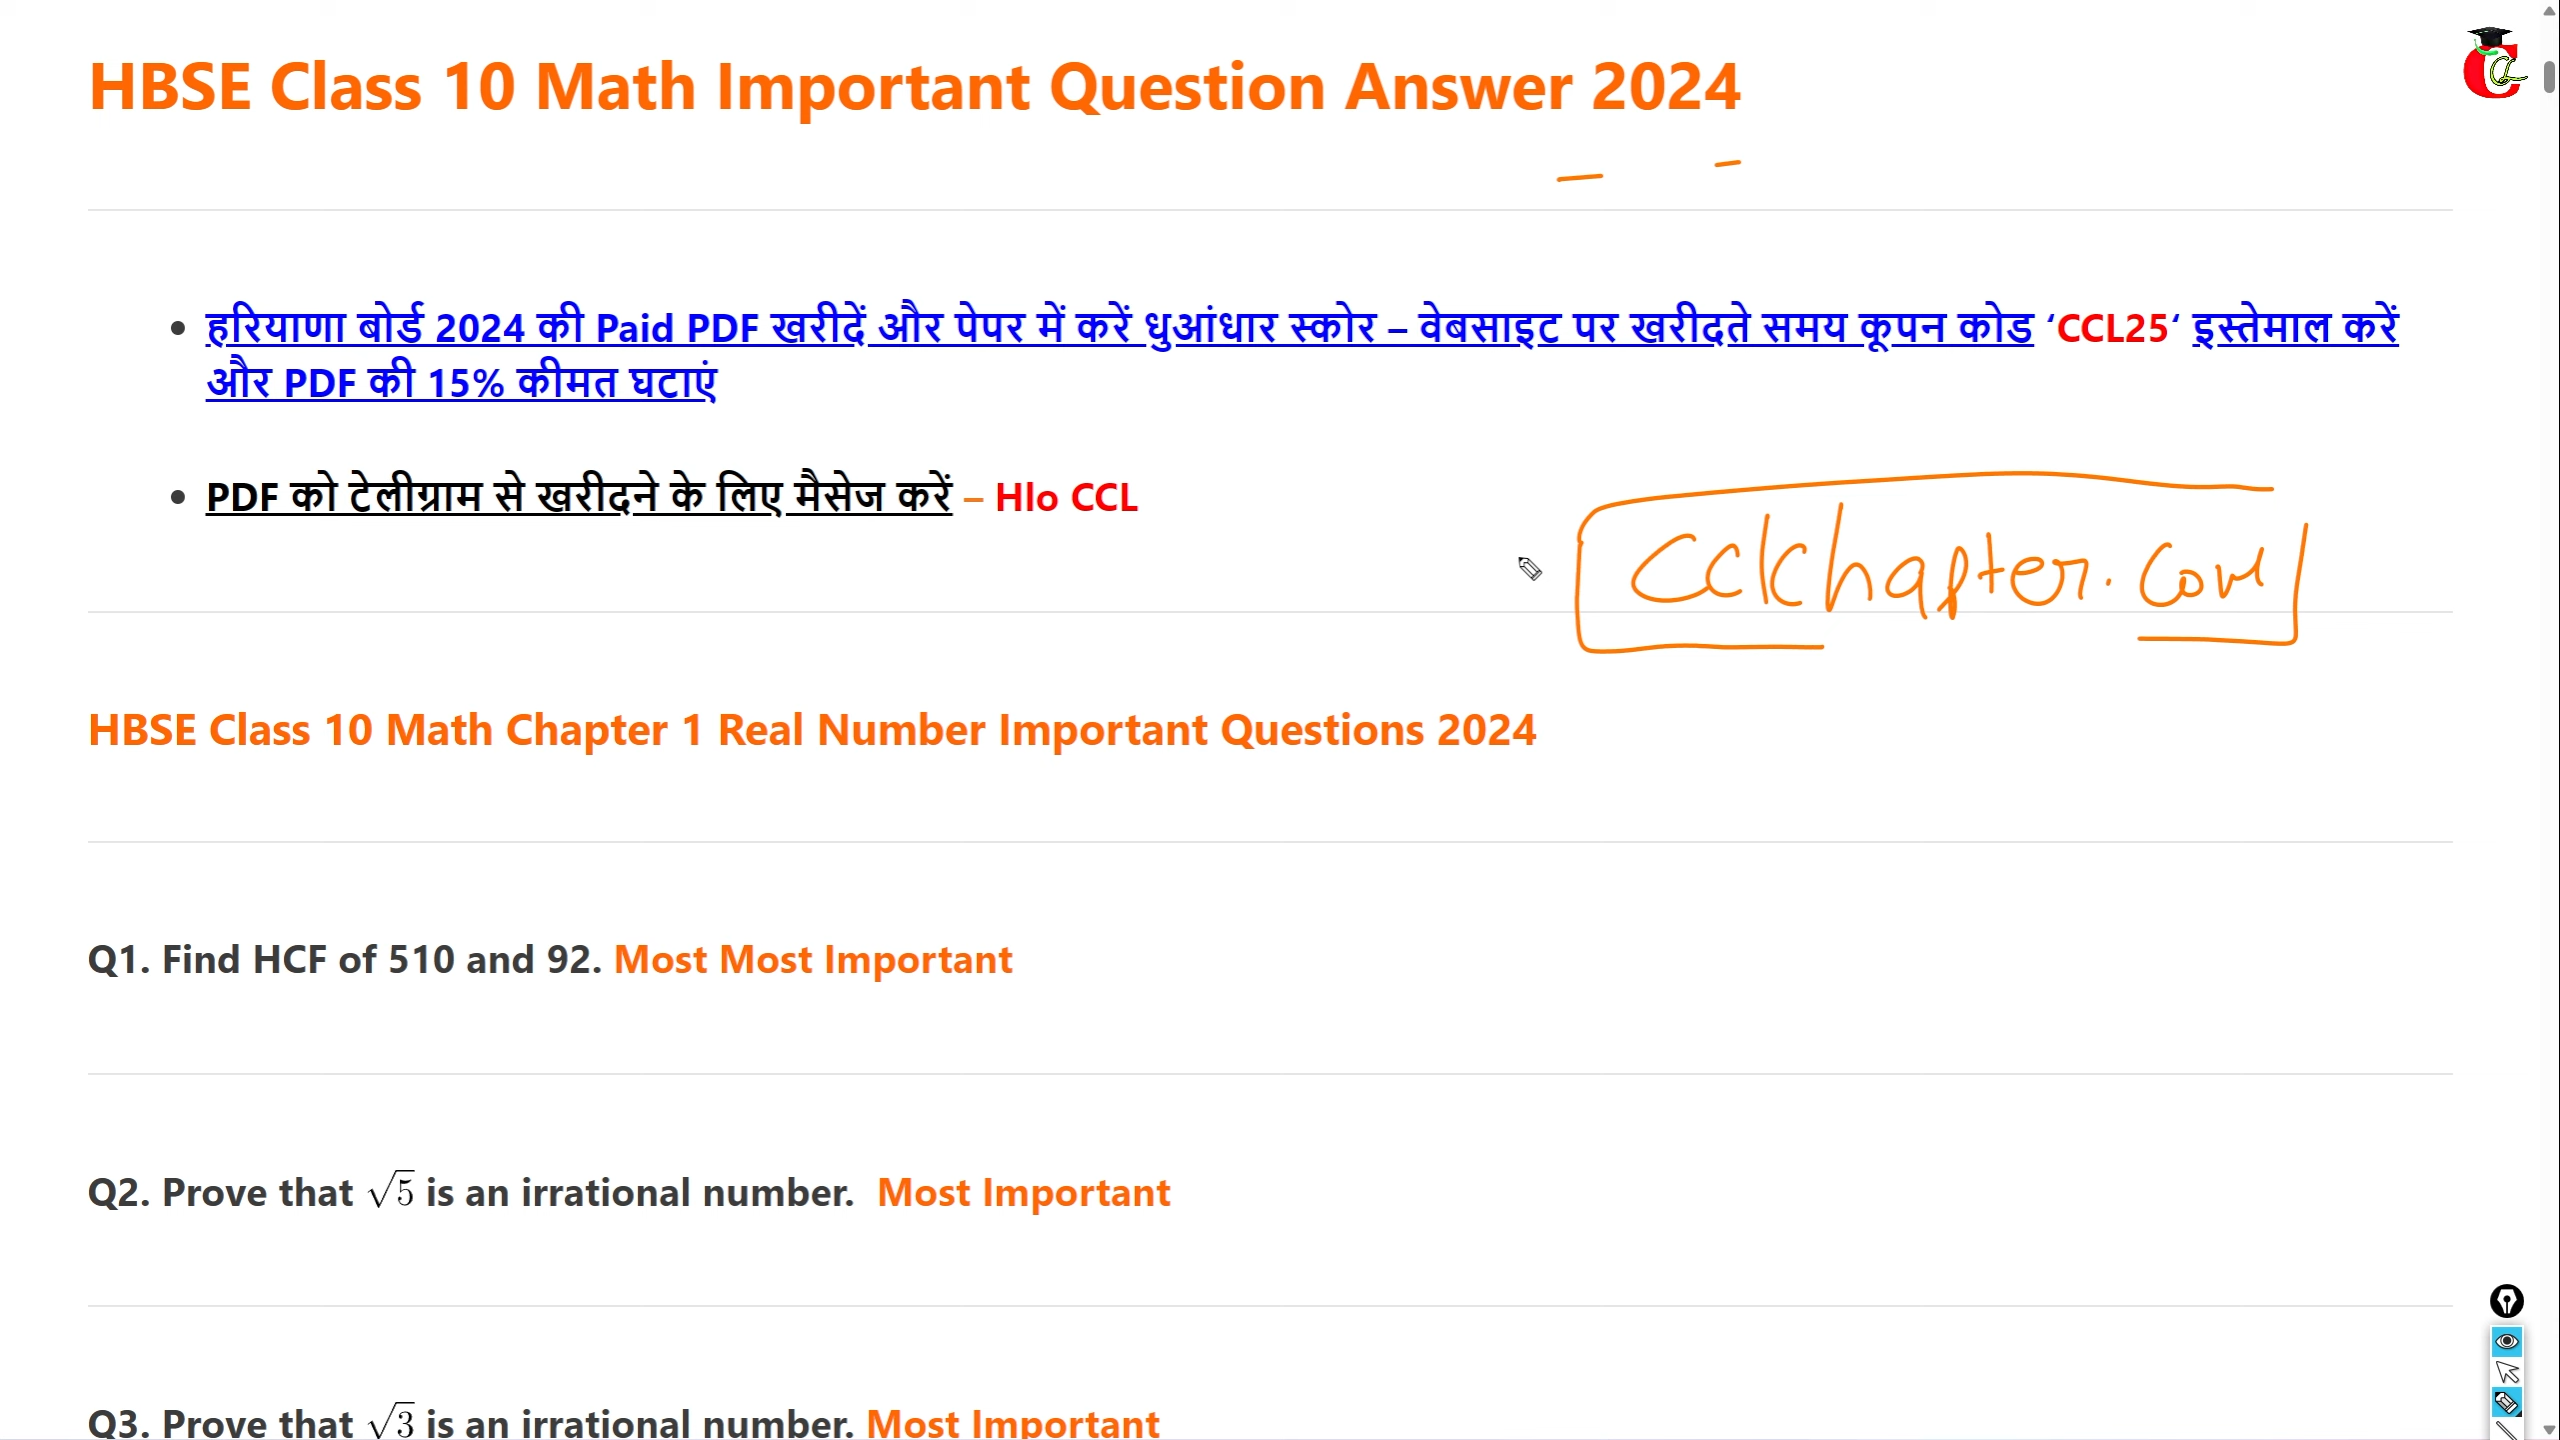 HBSE Class 10 Math Important Question Answer 2024
हरियाणा बोर्ड 2024 की Paid PDF खरीदें और पेपर में करें धुआंधार स्कोर – वेबसाइट पर खरीदते समय कूपन कोड ‘CCL25‘ इस्तेमाल करें
और PDF की 15% कीमत घटाएं
PDF को टेलीग्राम से खरीदने के लिए मैसेज करें – Hlo CCL
cclchapter.com
HBSE Class 10 Math Chapter 1 Real Number Important Questions 2024
Q1. Find HCF of 510 and 92. Most Most Important
Q2. Prove that √5 is an irrational number. Most Important
Q3. Prove that √3 is an irrational number. Most Important